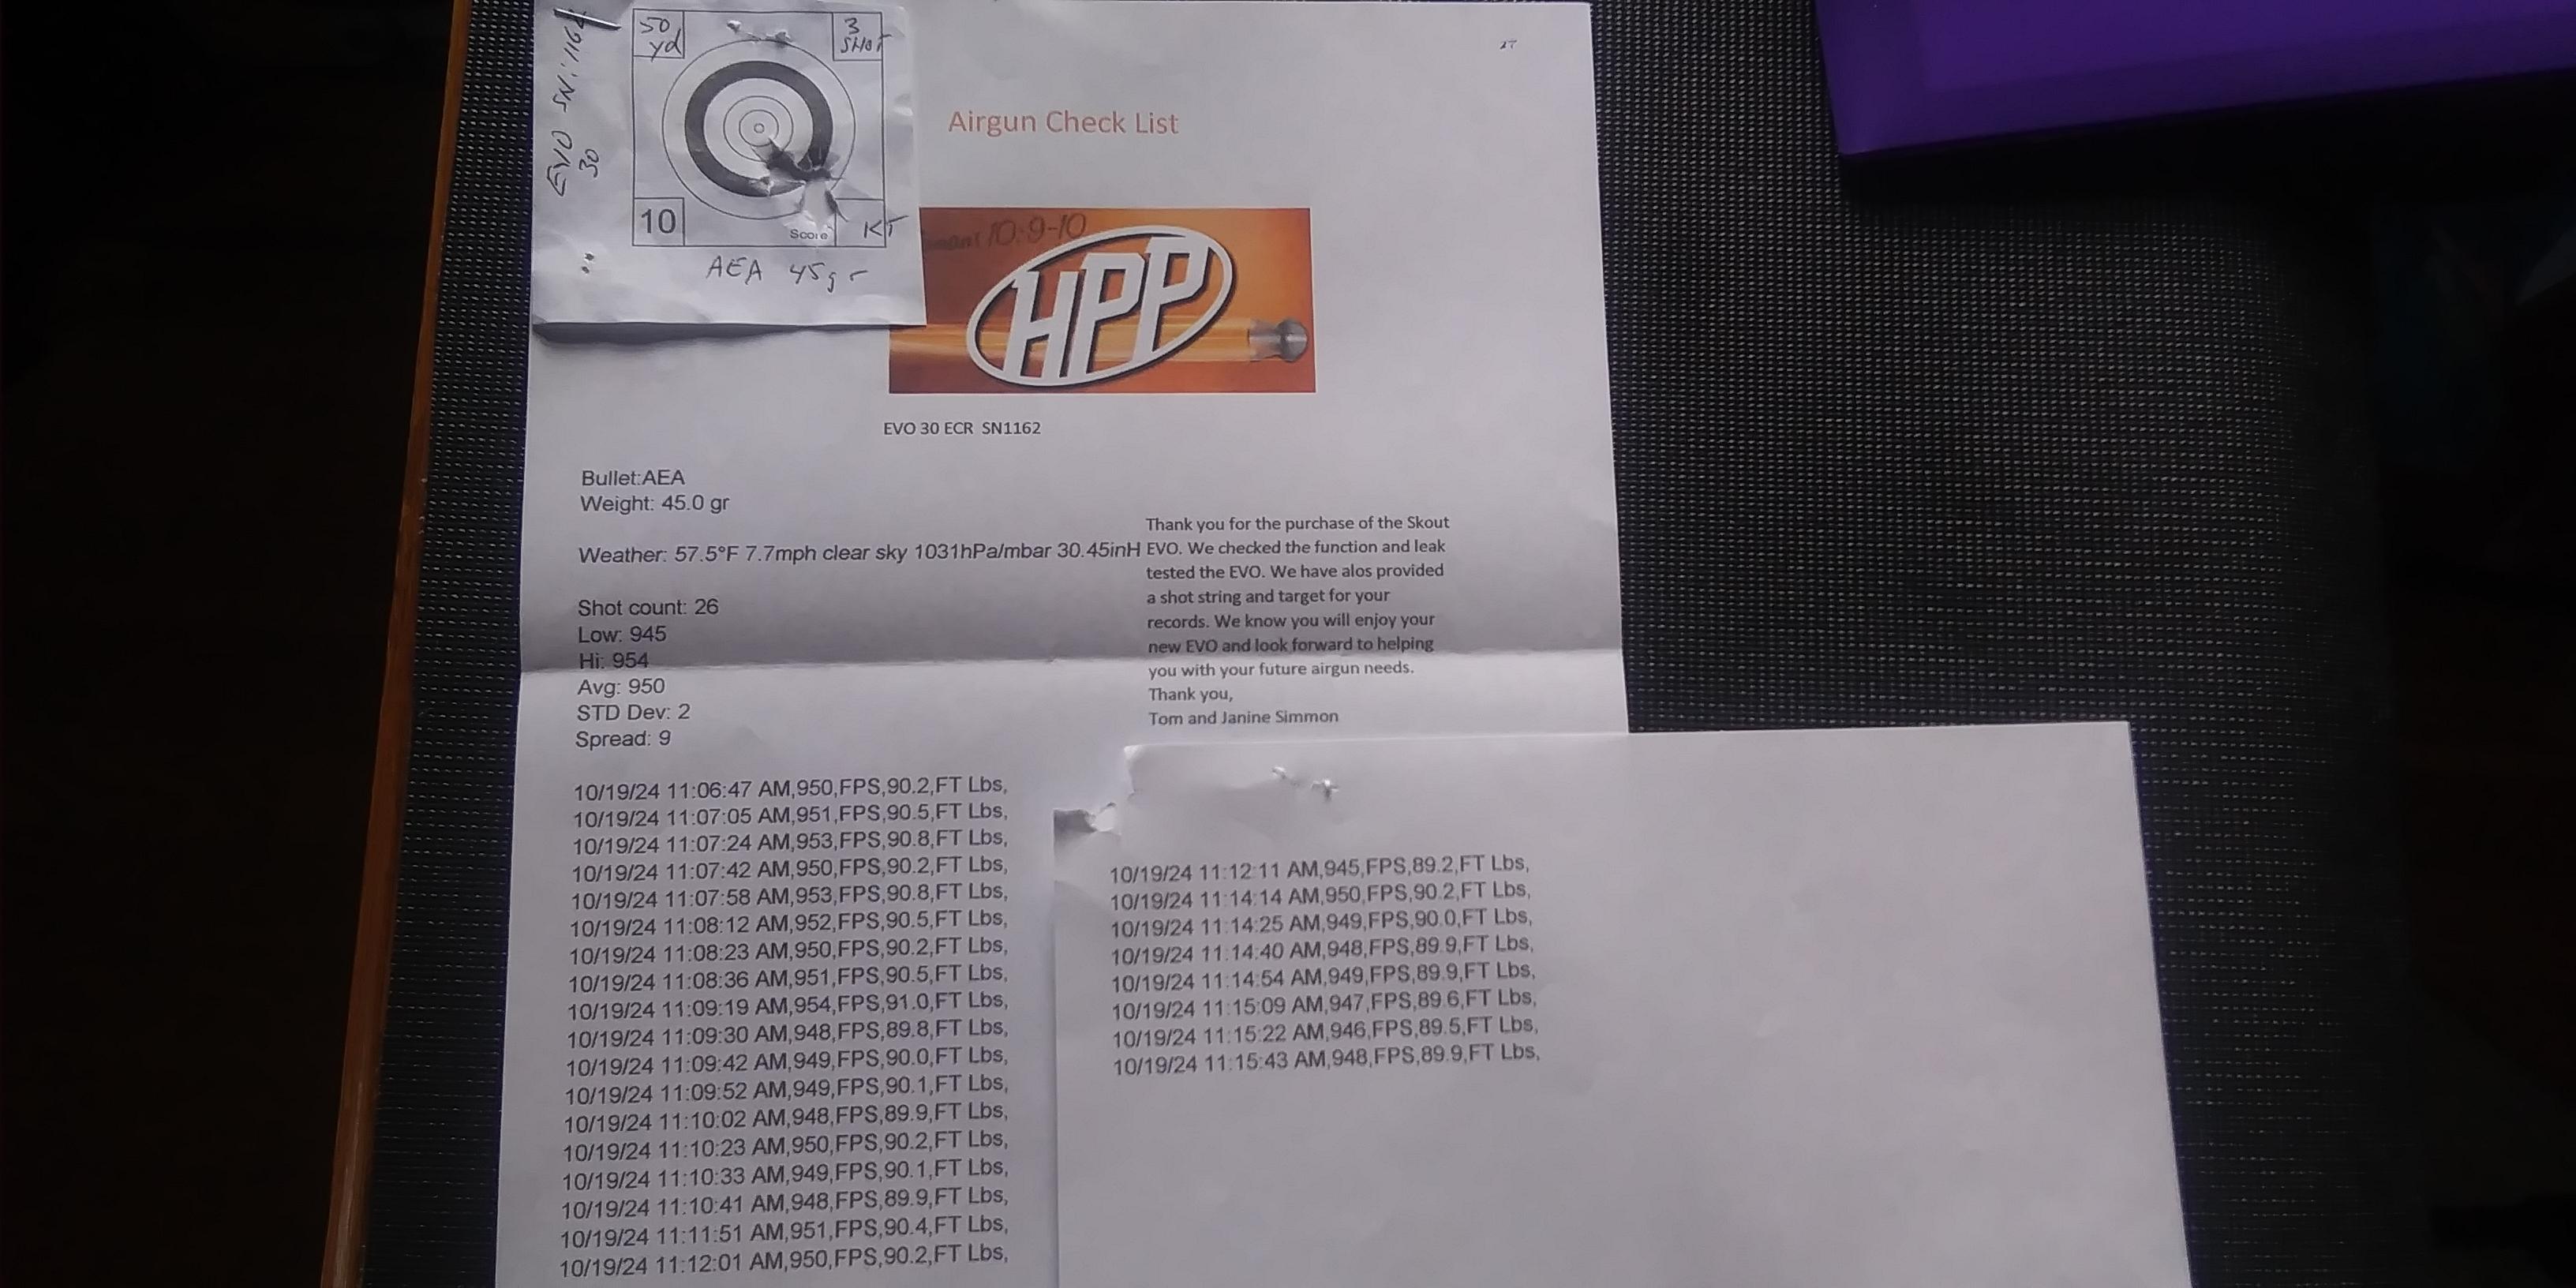 EVO SN:1162
30
50
yd
3
SHOT
10
Score
KT
AEA 45gr
Airgun Check List
10:9-10
HPP
EVO 30 ECR SN1162
Bullet:AEA
Weight: 45.0 gr
Weather: 57.5°F 7.7mph clear sky 1031hPa/mbar 30.45inH
Shot count: 26
Low: 945
Hi: 954
Avg: 950
STD Dev: 2
Spread: 9
Thank you for the purchase of the Skout
EVO. We checked the function and leak
tested the EVO. We have alos provided
a shot string and target for your
records. We know you will enjoy your
new EVO and look forward to helping
you with your future airgun needs.
Thank you,
Tom and Janine Simmon
10/19/24 11:06:47 AM,950,FPS,90.2,FT Lbs,
10/19/24 11:07:05 AM,951,FPS,90.5,FT Lbs,
10/19/24 11:07:24 AM,953,FPS,90.8,FT Lbs,
10/19/24 11:07:42 AM,950,FPS,90.2,FT Lbs,
10/19/24 11:07:58 AM,953,FPS,90.8,FT Lbs,
10/19/24 11:08:12 AM,952,FPS,90.5,FT Lbs,
10/19/24 11:08:23 AM,950,FPS,90.2,FT Lbs,
10/19/24 11:08:36 AM,951,FPS,90.5,FT Lbs,
10/19/24 11:09:19 AM,954,FPS,91.0,FT Lbs,
10/19/24 11:09:30 AM,948,FPS,89.8,FT Lbs,
10/19/24 11:09:42 AM,949,FPS,90.0,FT Lbs,
10/19/24 11:09:52 AM,949,FPS,90.1,FT Lbs,
10/19/24 11:10:02 AM,948,FPS,89.9,FT Lbs,
10/19/24 11:10:23 AM,950,FPS,90.2,FT Lbs,
10/19/24 11:10:33 AM,949,FPS,90.1,FT Lbs,
10/19/24 11:10:41 AM,948,FPS,89.9,FT Lbs,
10/19/24 11:11:51 AM,951,FPS,90.4,FT Lbs,
10/19/24 11:12:01 AM,950,FPS,90.2,FT Lbs,
10/19/24 11:12:11 AM,945,FPS,89.2,FT Lbs,
10/19/24 11:14:14 AM,950,FPS,90.2,FT Lbs,
10/19/24 11:14:25 AM,949,FPS,90.0,FT Lbs,
10/19/24 11:14:40 AM,948,FPS,89.9,FT Lbs,
10/19/24 11:14:54 AM,949,FPS,89.9,FT Lbs,
10/19/24 11:15:09 AM,947,FPS,89.6,FT Lbs,
10/19/24 11:15:22 AM,946,FPS,89.5,FT Lbs,
10/19/24 11:15:43 AM,948,FPS,89.9,FT Lbs,